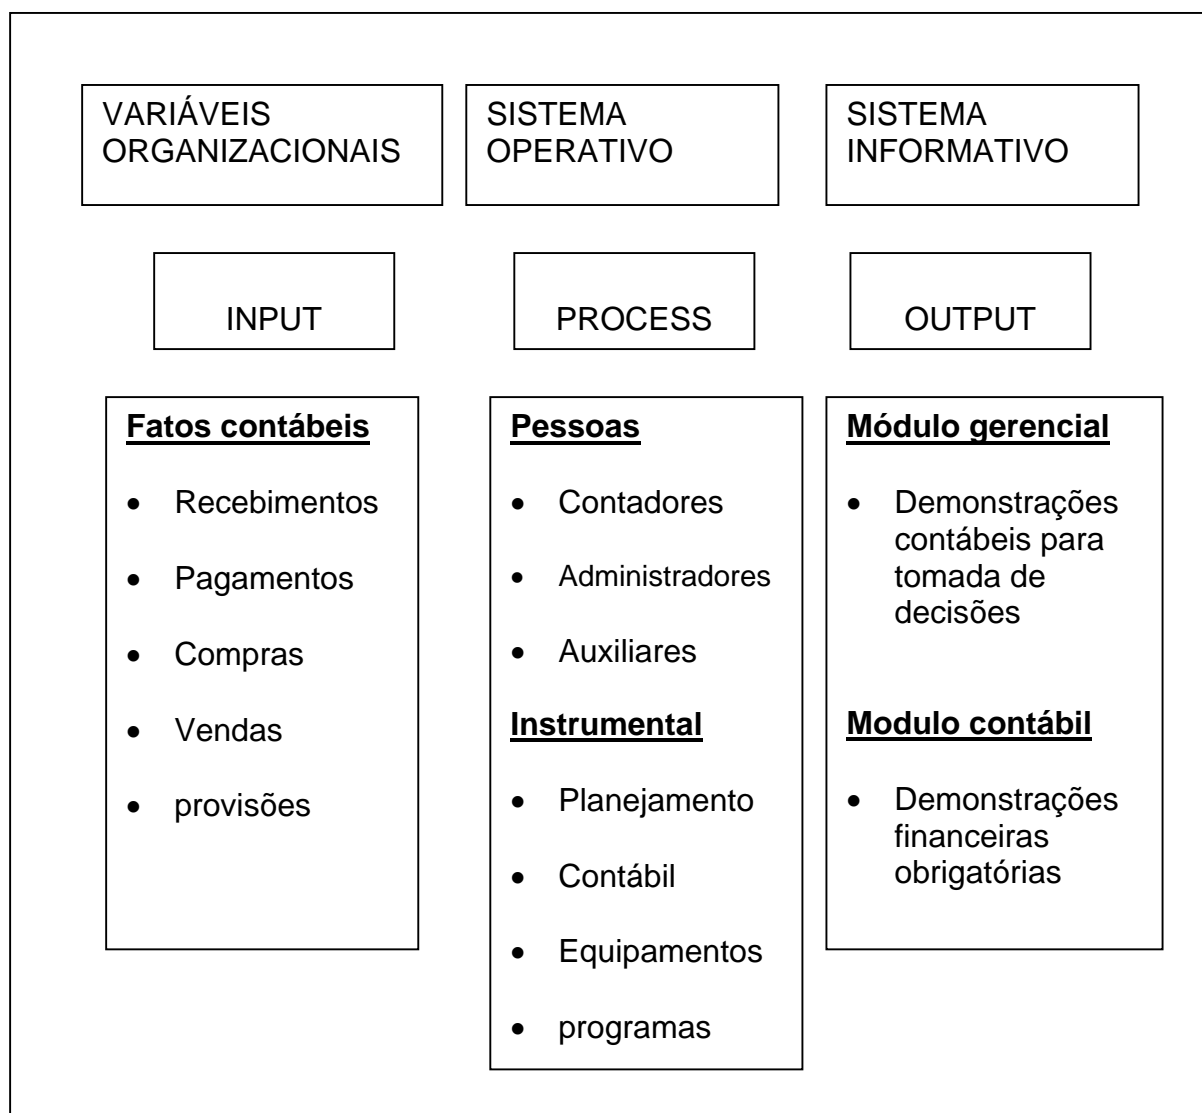 VARIÁVEIS
ORGANIZACIONAIS
SISTEMA
OPERATIVO
SISTEMA
INFORMATIVO
INPUT
PROCESS
OUTPUT
Fatos contábeis
• Recebimentos
• Pagamentos
• Compras
• Vendas
• provisões
Pessoas
• Contadores
• Administradores
• Auxiliares
Instrumental
• Planejamento
• Contábil
• Equipamentos
• programas
Módulo gerencial
• Demonstrações
contábeis para
tomada de
decisões
Modulo contábil
• Demonstrações
financeiras
obrigatórias